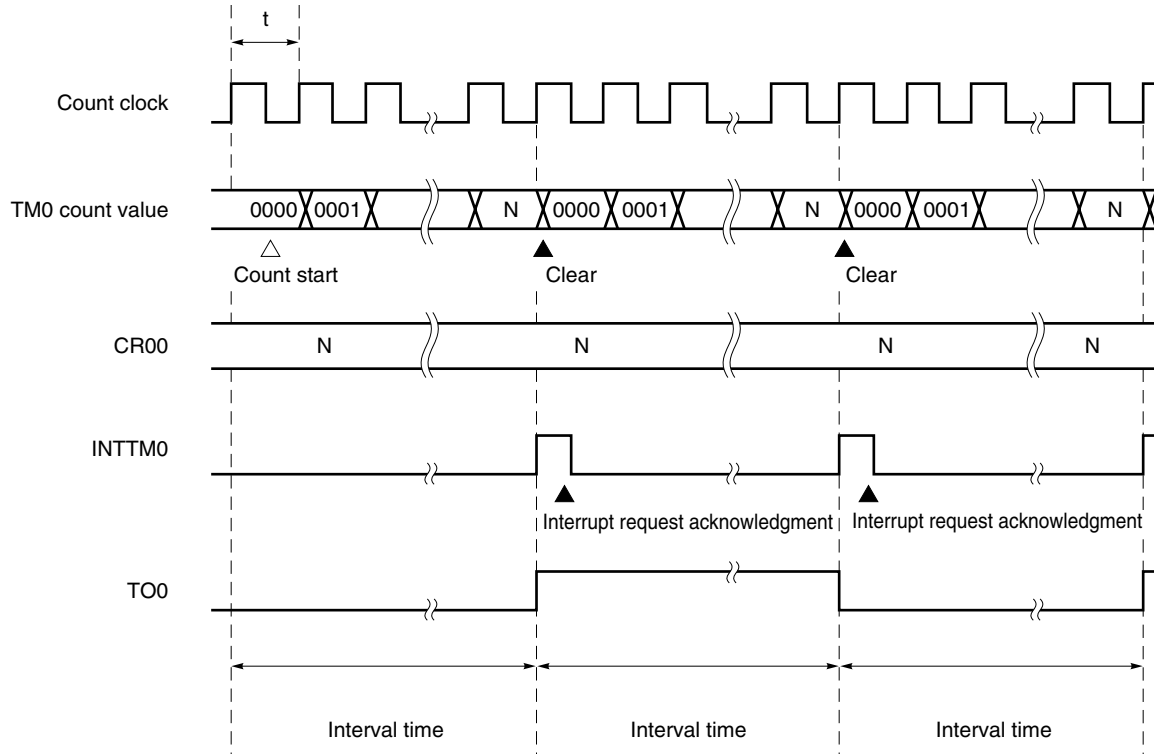 t
Count clock
TM0 count value
0000 0001 N 0000 0001 N 0000 0001 N
Count start Clear Clear
CR00 N N N N
INTTM0
Interrupt request acknowledgment Interrupt request acknowledgment
TO0
Interval time Interval time Interval time